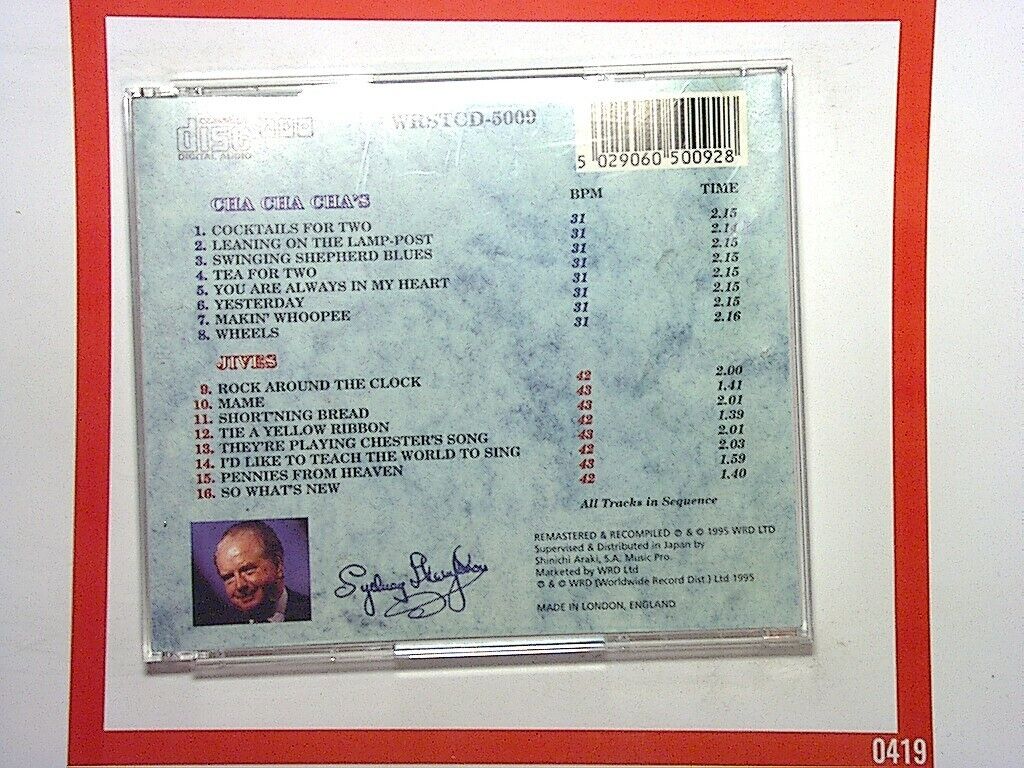 disc
DIGITAL AUDIO
WRSTCD-5009
5 029060 500928
CHA CHA CHA'S BPM TIME
1. COCKTAILS FOR TWO 31 2.15
2. LEANING ON THE LAMP-POST 31 2.14
3. SWINGING SHEPHERD BLUES 31 2.15
4. TEA FOR TWO 31 2.15
5. YOU ARE ALWAYS IN MY HEART 31 2.15
6. YESTERDAY 31 2.15
7. MAKIN' WHOOPEE 31 2.15
8. WHEELS 31 2.16
JIVES
9. ROCK AROUND THE CLOCK 42 2.00
10. MAME 43 1.41
11. SHORT'NING BREAD 43 2.01
12. TIE A YELLOW RIBBON 42 1.39
13. THEY'RE PLAYING CHESTER'S SONG 43 2.01
14. I'D LIKE TO TEACH THE WORLD TO SING 42 2.03
15. PENNIES FROM HEAVEN 43 1.59
16. SO WHAT'S NEW 42 1.40
All Tracks in Sequence
REMASTERED & RECOMPILED ℗ & © 1995 WRD LTD
Supervised & Distributed in Japan by
Shinichi Araki, S.A. Music Pro.
Marketed by WRD Ltd
℗ & © WRD (Worldwide Record Dist.) Ltd 1995
MADE IN LONDON, ENGLAND
Sydney Thompson
0419